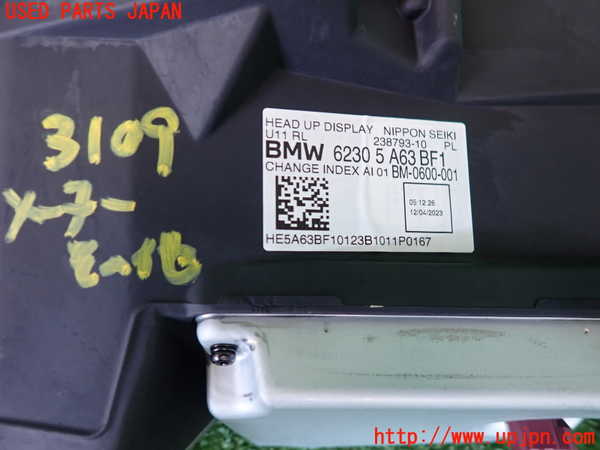 USED PARTS JAPAN
3109
メーター
HEAD UP DISPLAY NIPPON SEIKI
U11 RL 238793-10 PL
BMW 6230 5 A63 BF1
CHANGE INDEX AI 01 BM-0600-001
05:12:26
12/04/2023
HE5A63BF10123B1011P0167
http://www.upjpn.com